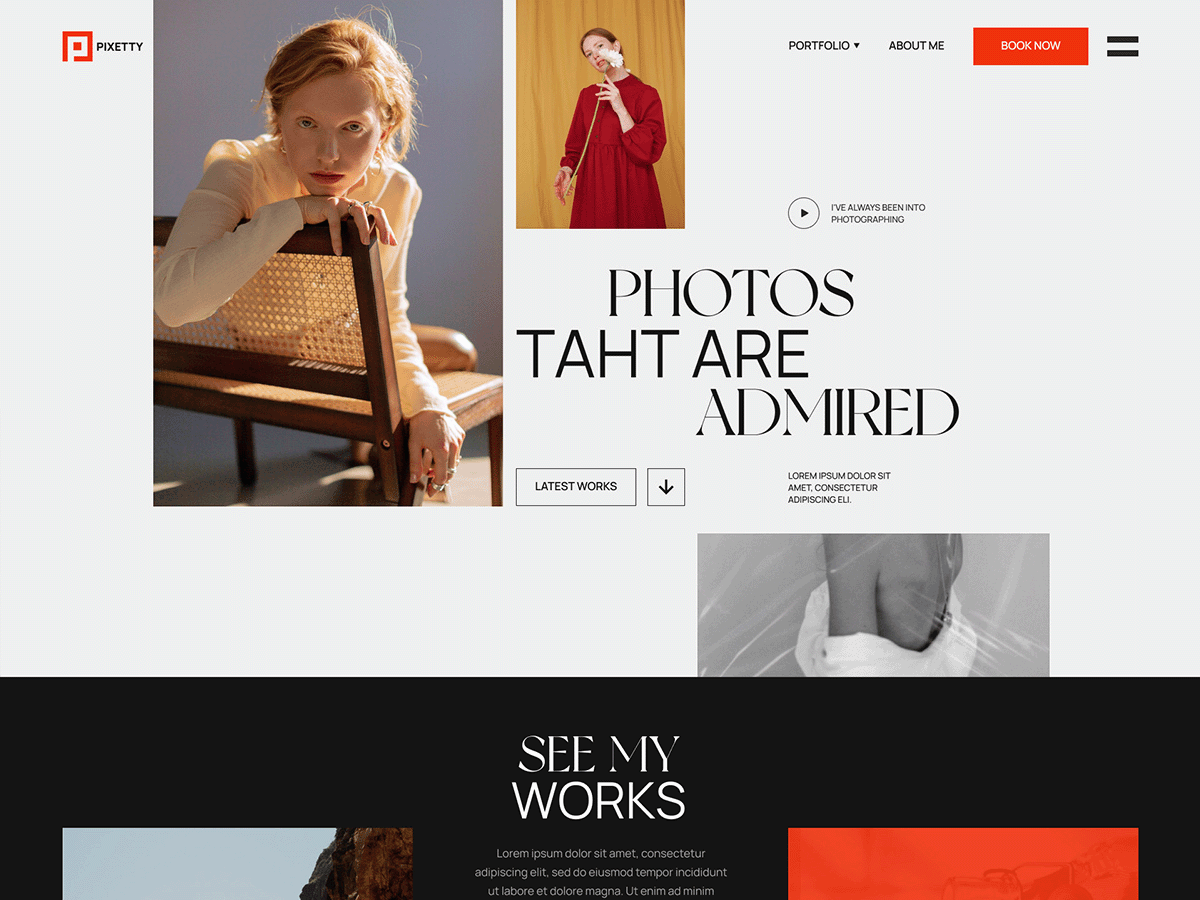 PIXETTY
PORTFOLIO ▼
ABOUT ME
BOOK NOW
I'VE ALWAYS BEEN INTO
PHOTOGRAPHING
PHOTOS
TAHT ARE
ADMIRED
LATEST WORKS
LOREM IPSUM DOLOR SIT
AMET, CONSECTETUR
ADIPISCING ELI.
SEE MY
WORKS
Lorem ipsum dolor sit amet, consectetur
adipiscing elit, sed do eiusmod tempor incididunt
ut labore et dolore magna. Ut enim ad minim